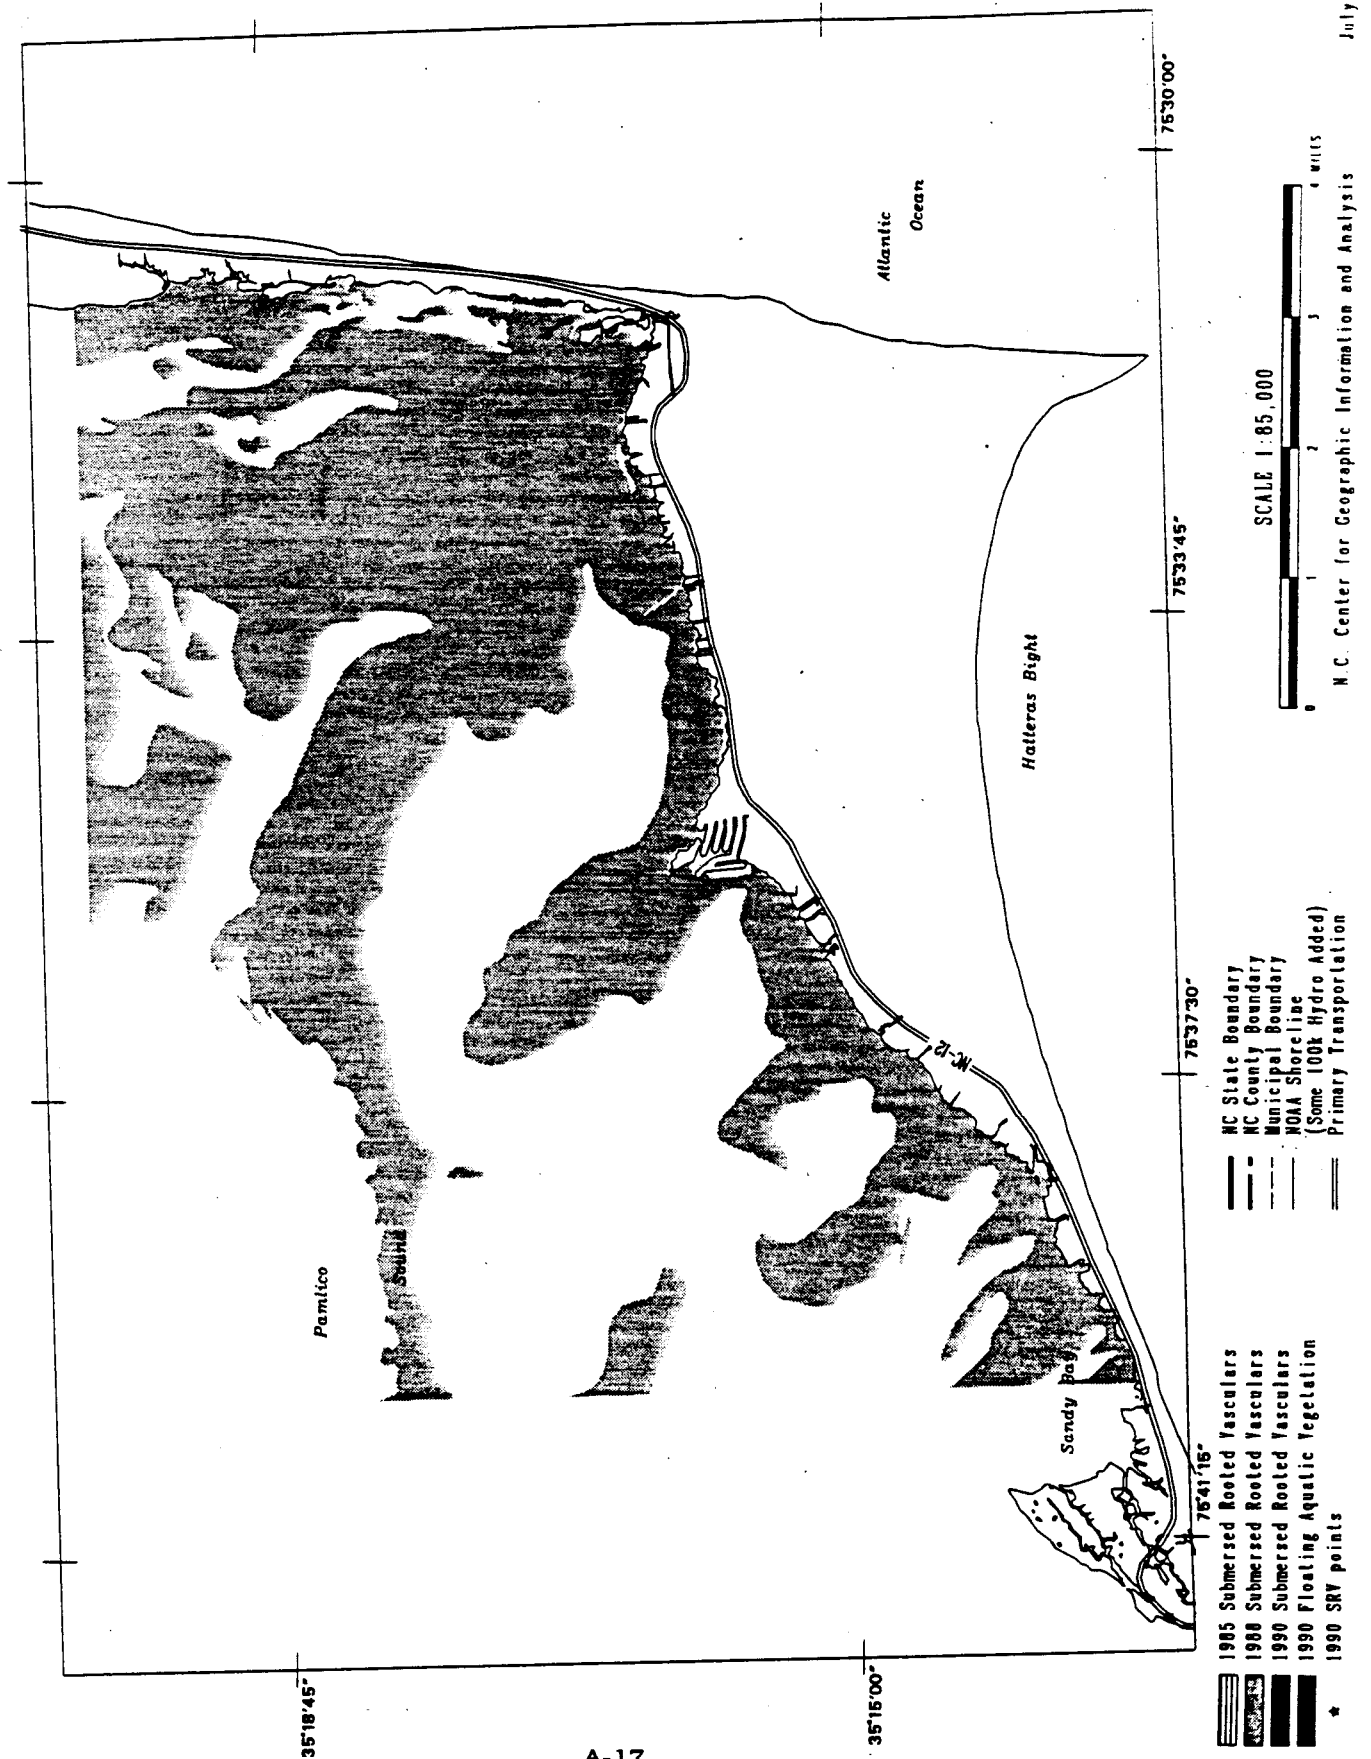 Pamlico
Sound
Atlantic
Ocean
Hatteras Bight
Sandy Bay
NC-12
35°18'45"
35°15'00"
75°41'15"
75°37'30"
75°33'45"
75°30'00"
1985 Submersed Rooted Vasculars
1988 Submersed Rooted Vasculars
1990 Submersed Rooted Vasculars
1990 Floating Aquatic Vegetation
★ 1990 SRV points
NC State Boundary
NC County Boundary
Municipal Boundary
NOAA Shoreline
(Some 100k Hydro Added)
Primary Transportation
SCALE 1:85,000
0 1 2 3 4 MILES
N.C. Center for Geographic Information and Analysis
July
A-17